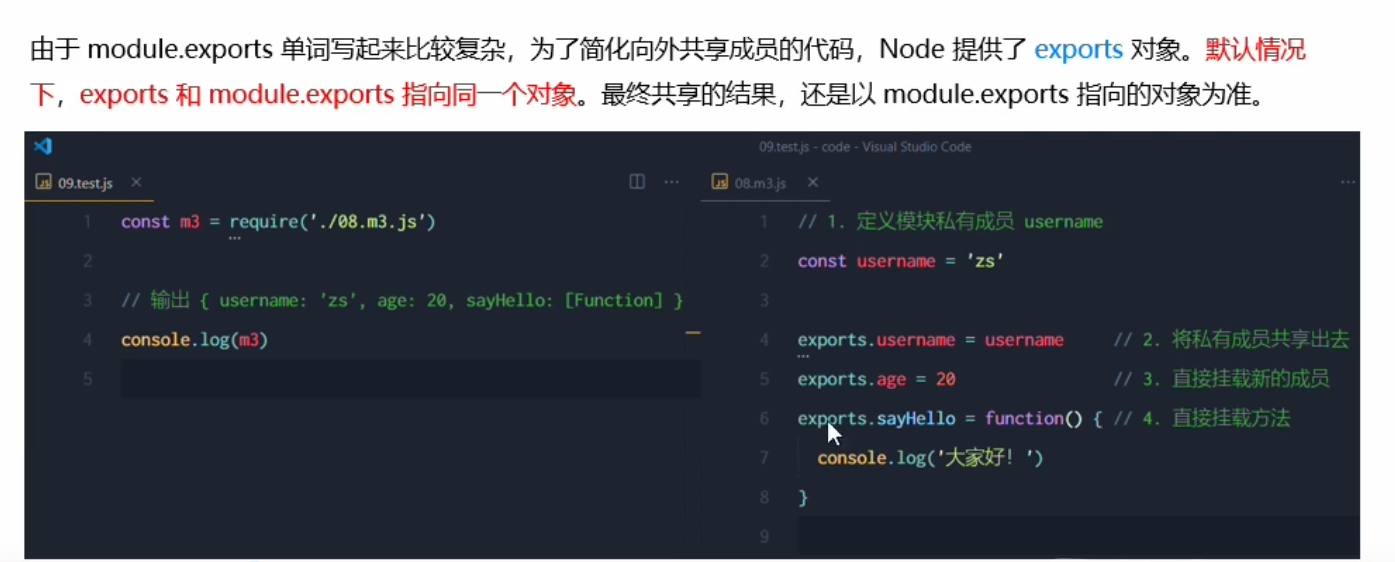 由于 module.exports 单词写起来比较复杂，为了简化向外共享成员的代码，Node 提供了 exports 对象。默认情况
下，exports 和 module.exports 指向同一个对象。最终共享的结果，还是以 module.exports 指向的对象为准。
09.test.js - code - Visual Studio Code
JS 09.test.js ×
1 const m3 = require('./08.m3.js')
2
3 // 输出 { username: 'zs', age: 20, sayHello: [Function] }
4 console.log(m3)
5
JS 08.m3.js ×
1 // 1. 定义模块私有成员 username
2 const username = 'zs'
3
4 exports.username = username // 2. 将私有成员共享出去
5 exports.age = 20 // 3. 直接挂载新的成员
6 exports.sayHello = function() { // 4. 直接挂载方法
7 console.log('大家好！')
8 }
9